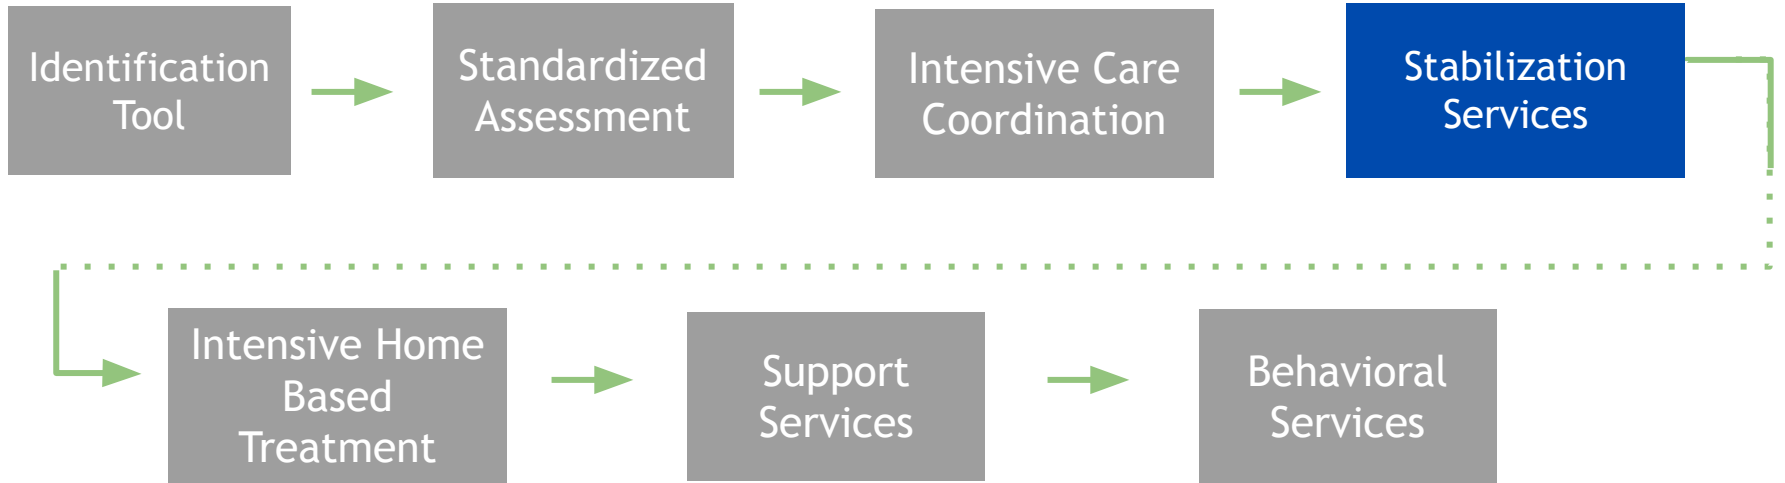 Identification
Tool
Standardized
Assessment
Intensive Care
Coordination
Stabilization
Services
Intensive Home
Based
Treatment
Support
Services
Behavioral
Services